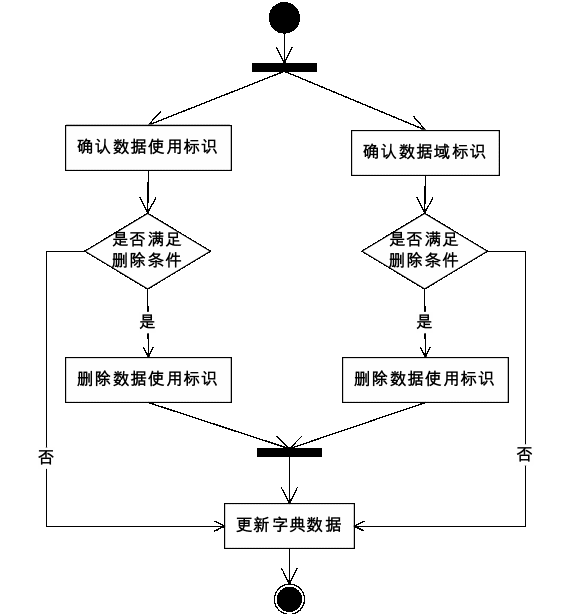 确认数据使用标识
确认数据域标识
是否满足
删除条件
是否满足
删除条件
是
是
删除数据使用标识
删除数据使用标识
否
否
更新字典数据